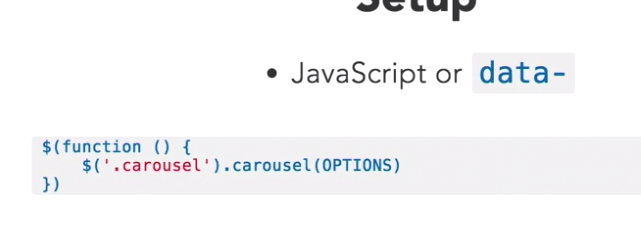 Setup
• JavaScript or data-
$(function () {
    $('.carousel').carousel(OPTIONS)
})